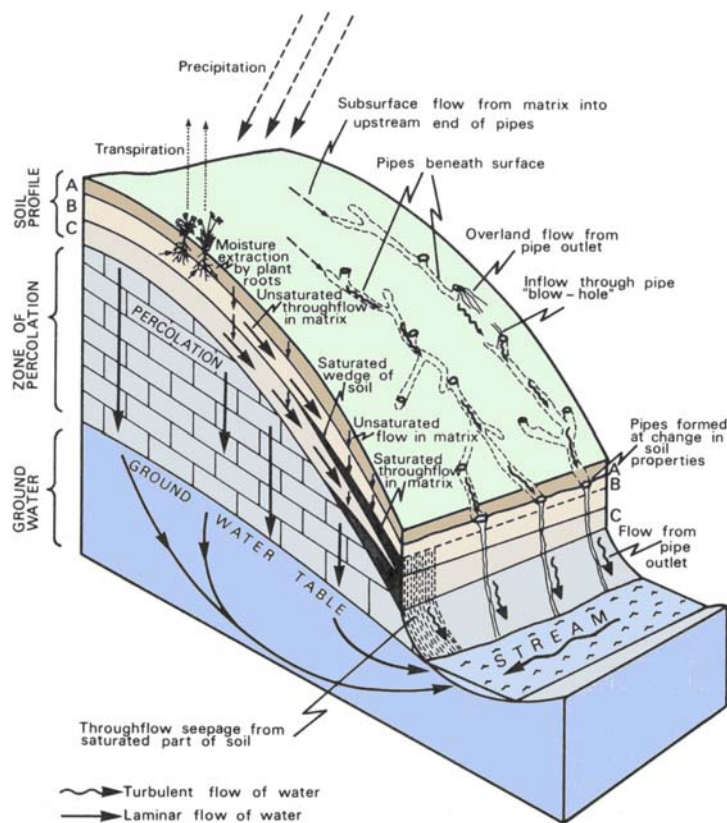 Precipitation
Subsurface flow from matrix into
upstream end of pipes
Transpiration
Pipes beneath surface
SOIL
PROFILE
A
B
C
Overland flow from
pipe outlet
Moisture
extraction
by plant
roots
Inflow through pipe
"blow-hole"
Unsaturated
throughflow
in matrix
ZONE OF
PERCOLATION
PERCOLATION
Saturated
wedge of
soil
Unsaturated
flow in matrix
Pipes formed
at change in
soil
properties
Saturated
throughflow
in matrix
A
B
C
GROUND
WATER
GROUND WATER TABLE
Flow from
pipe
outlet
STREAM
Throughflow seepage from
saturated part of soil
Turbulent flow of water
Laminar flow of water